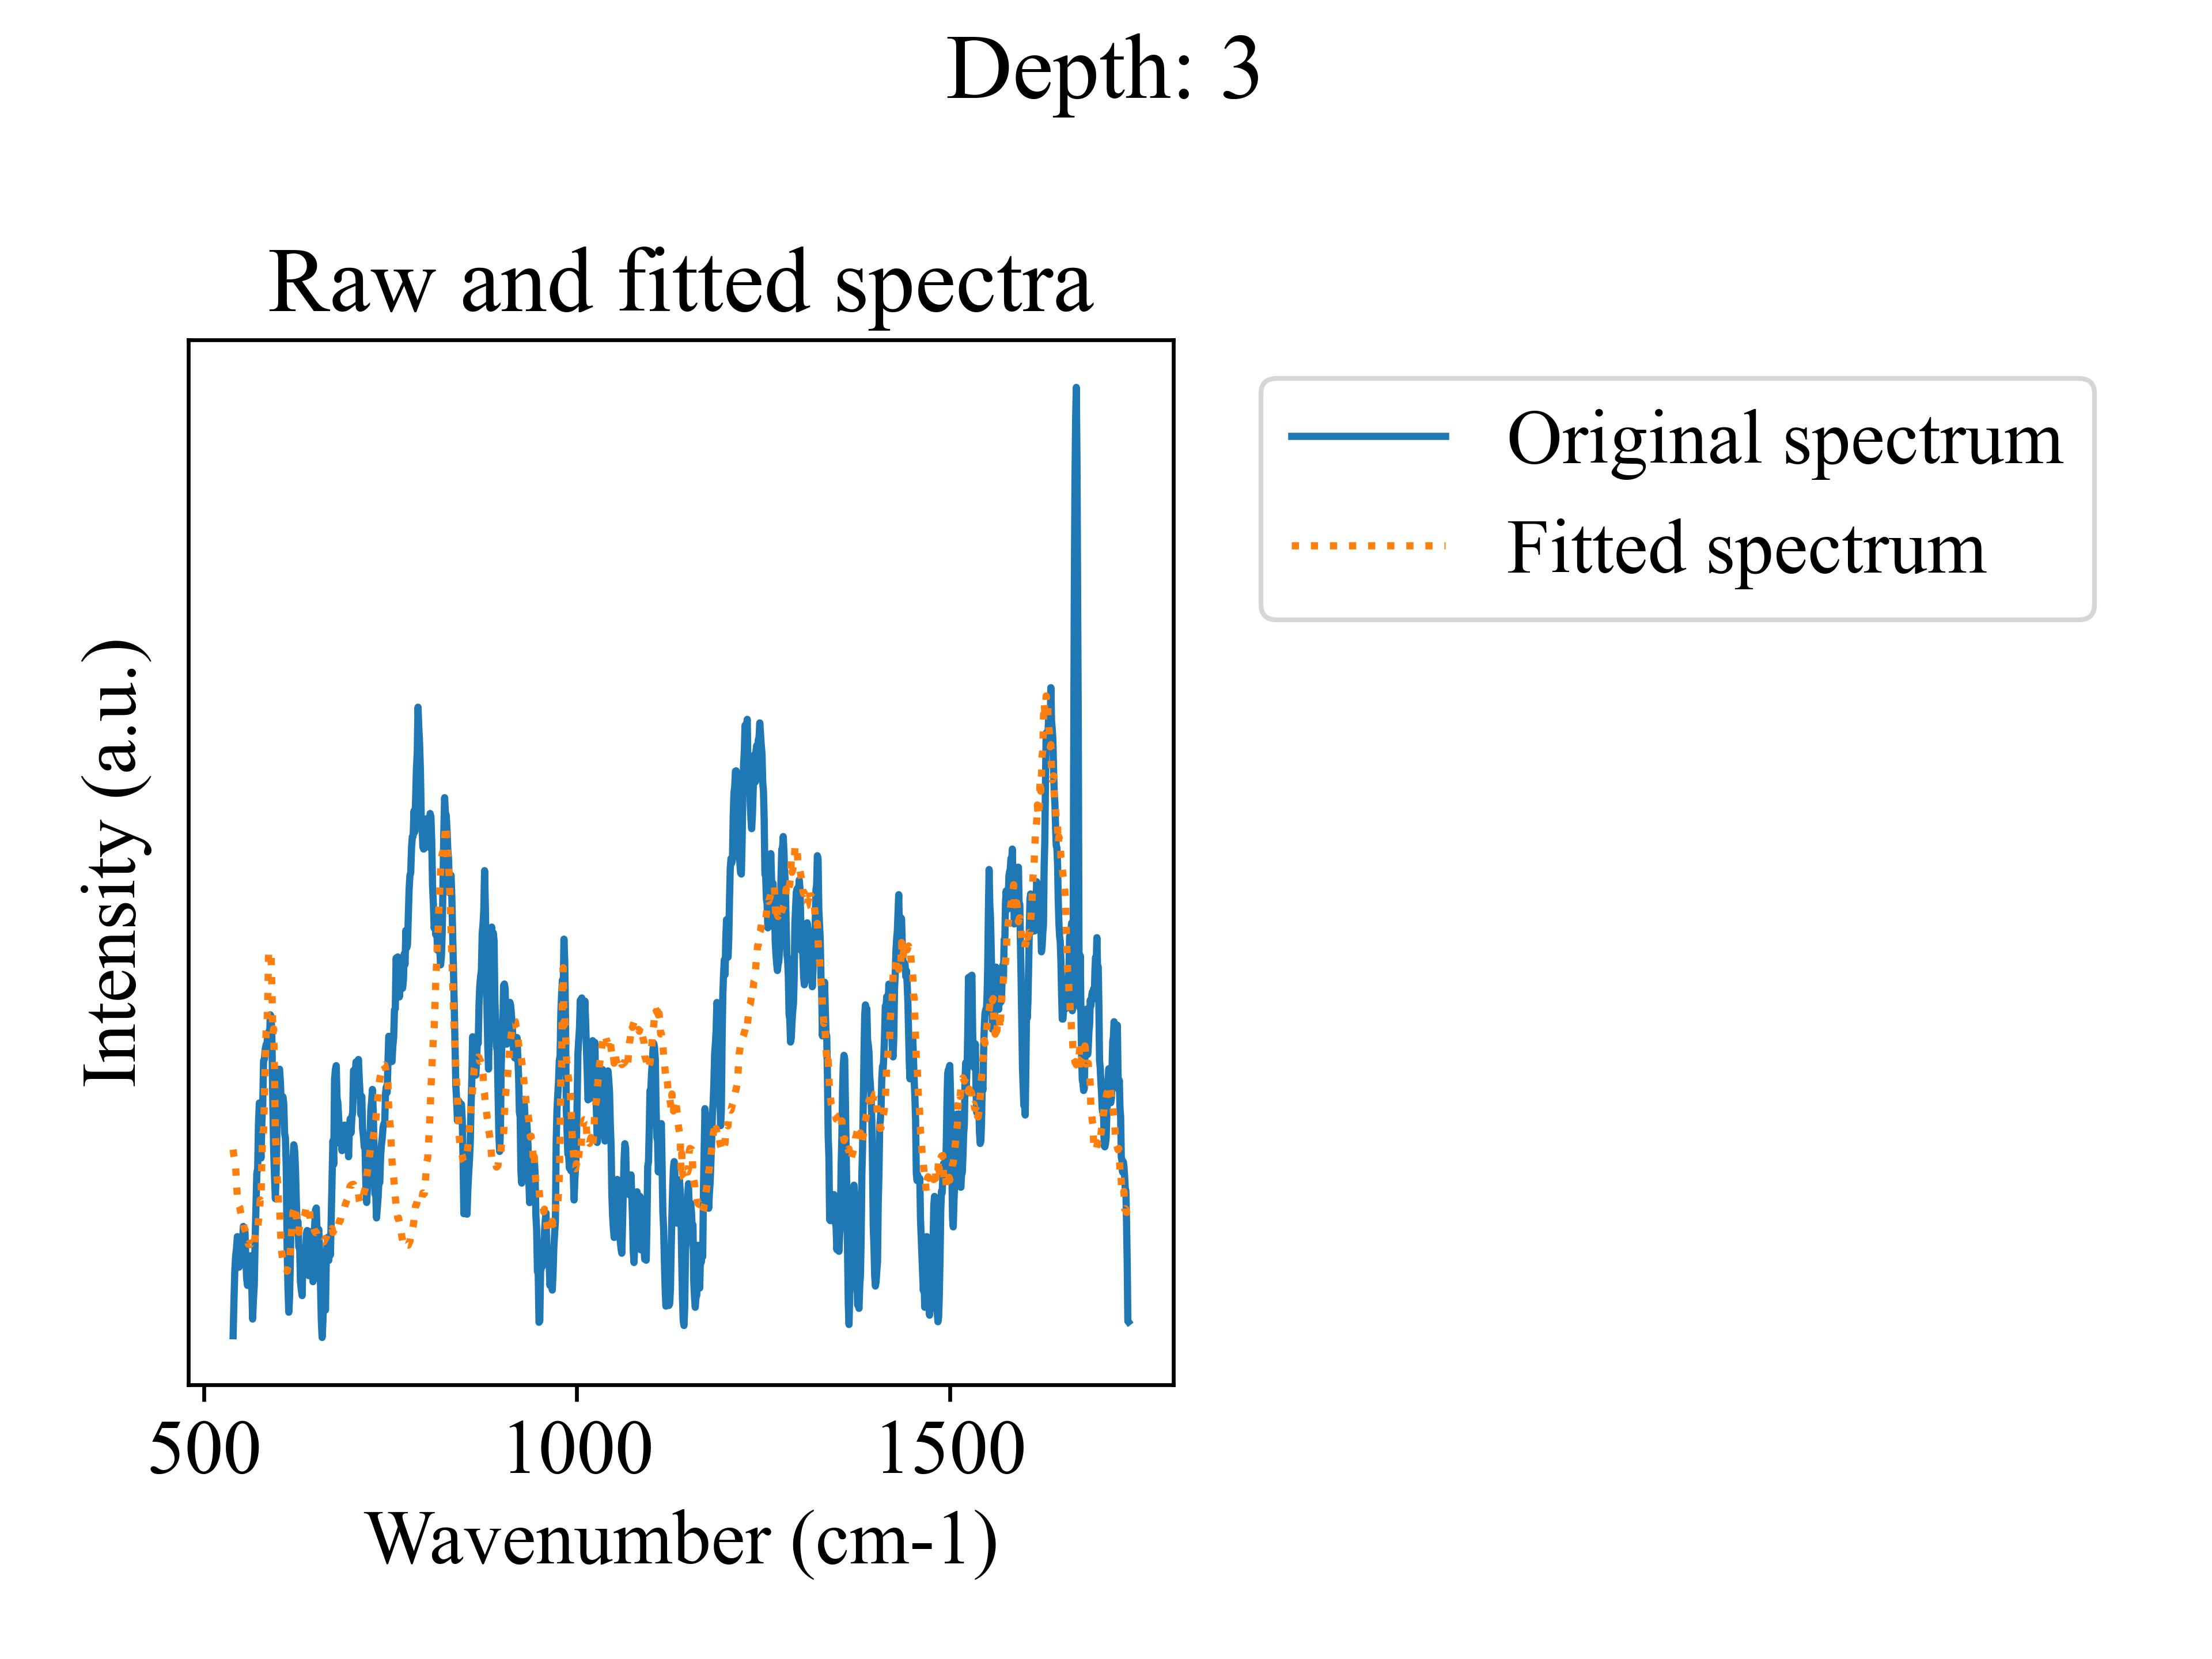 Depth: 3
Raw and fitted spectra
Original spectrum
Fitted spectrum
Intensity (a.u.)
500 1000 1500
Wavenumber (cm-1)